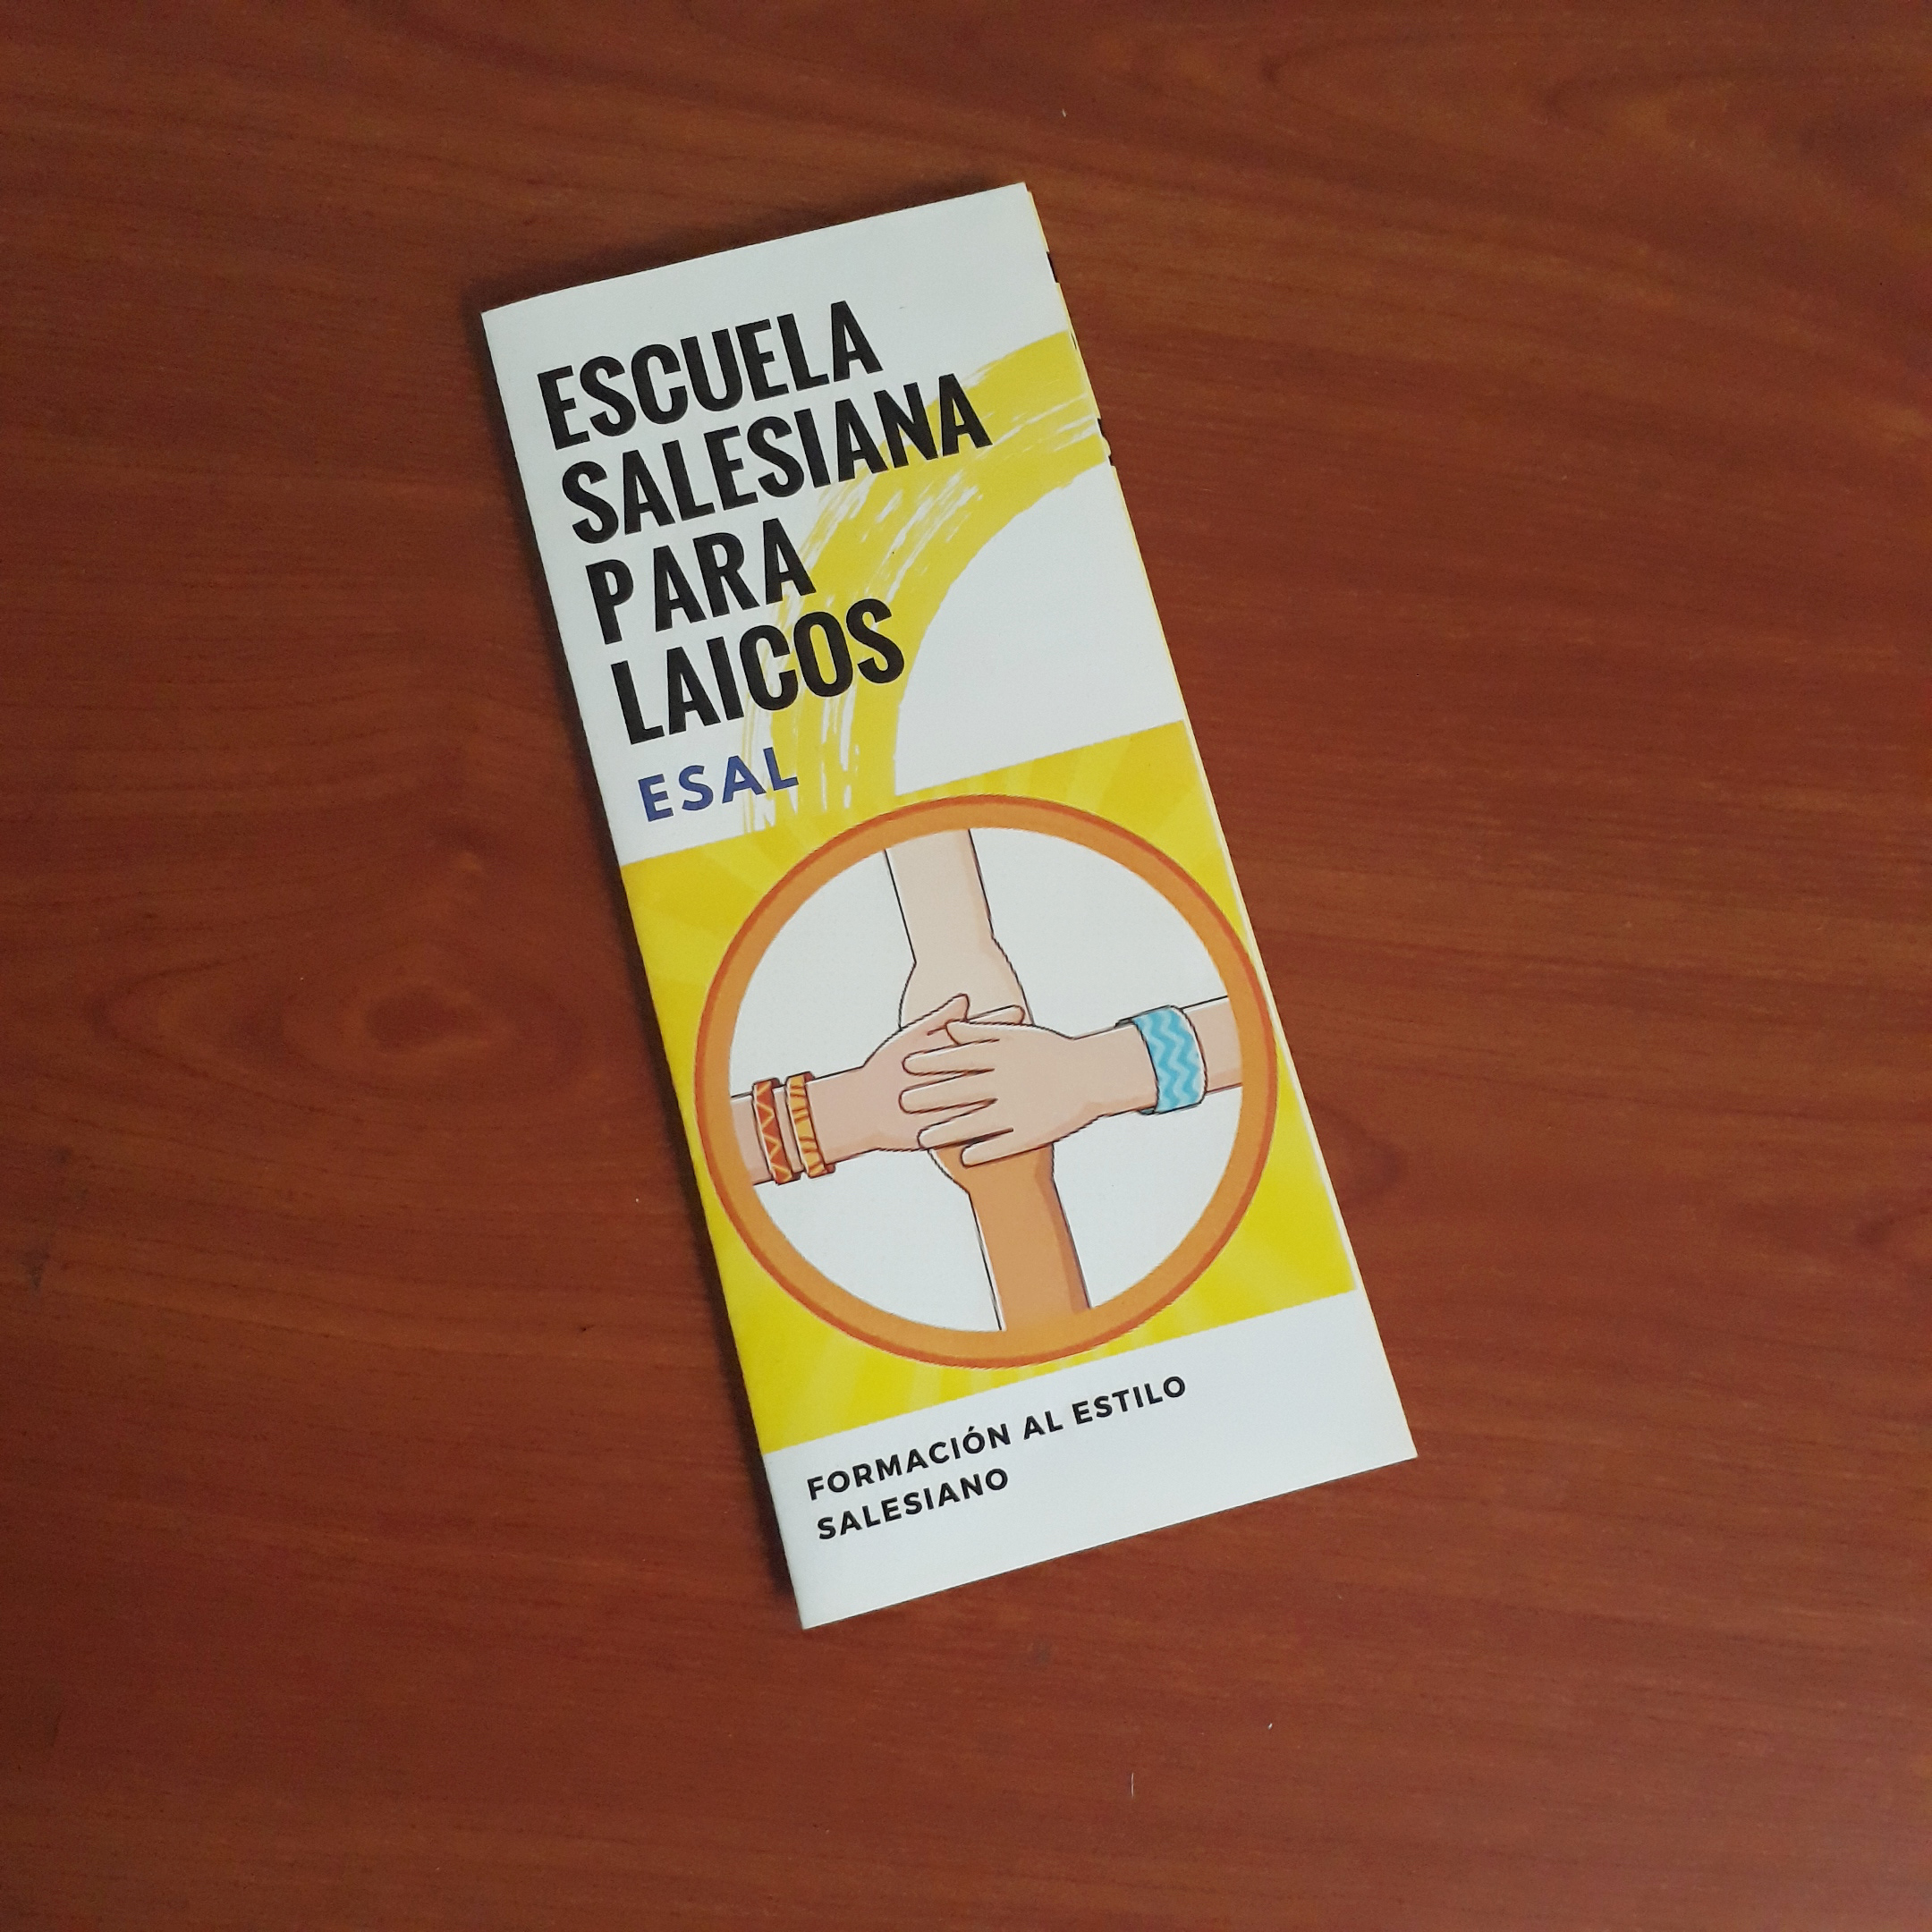 ESCUELA
SALESIANA
PARA
LAICOS
ESAL
FORMACIÓN AL ESTILO
SALESIANO